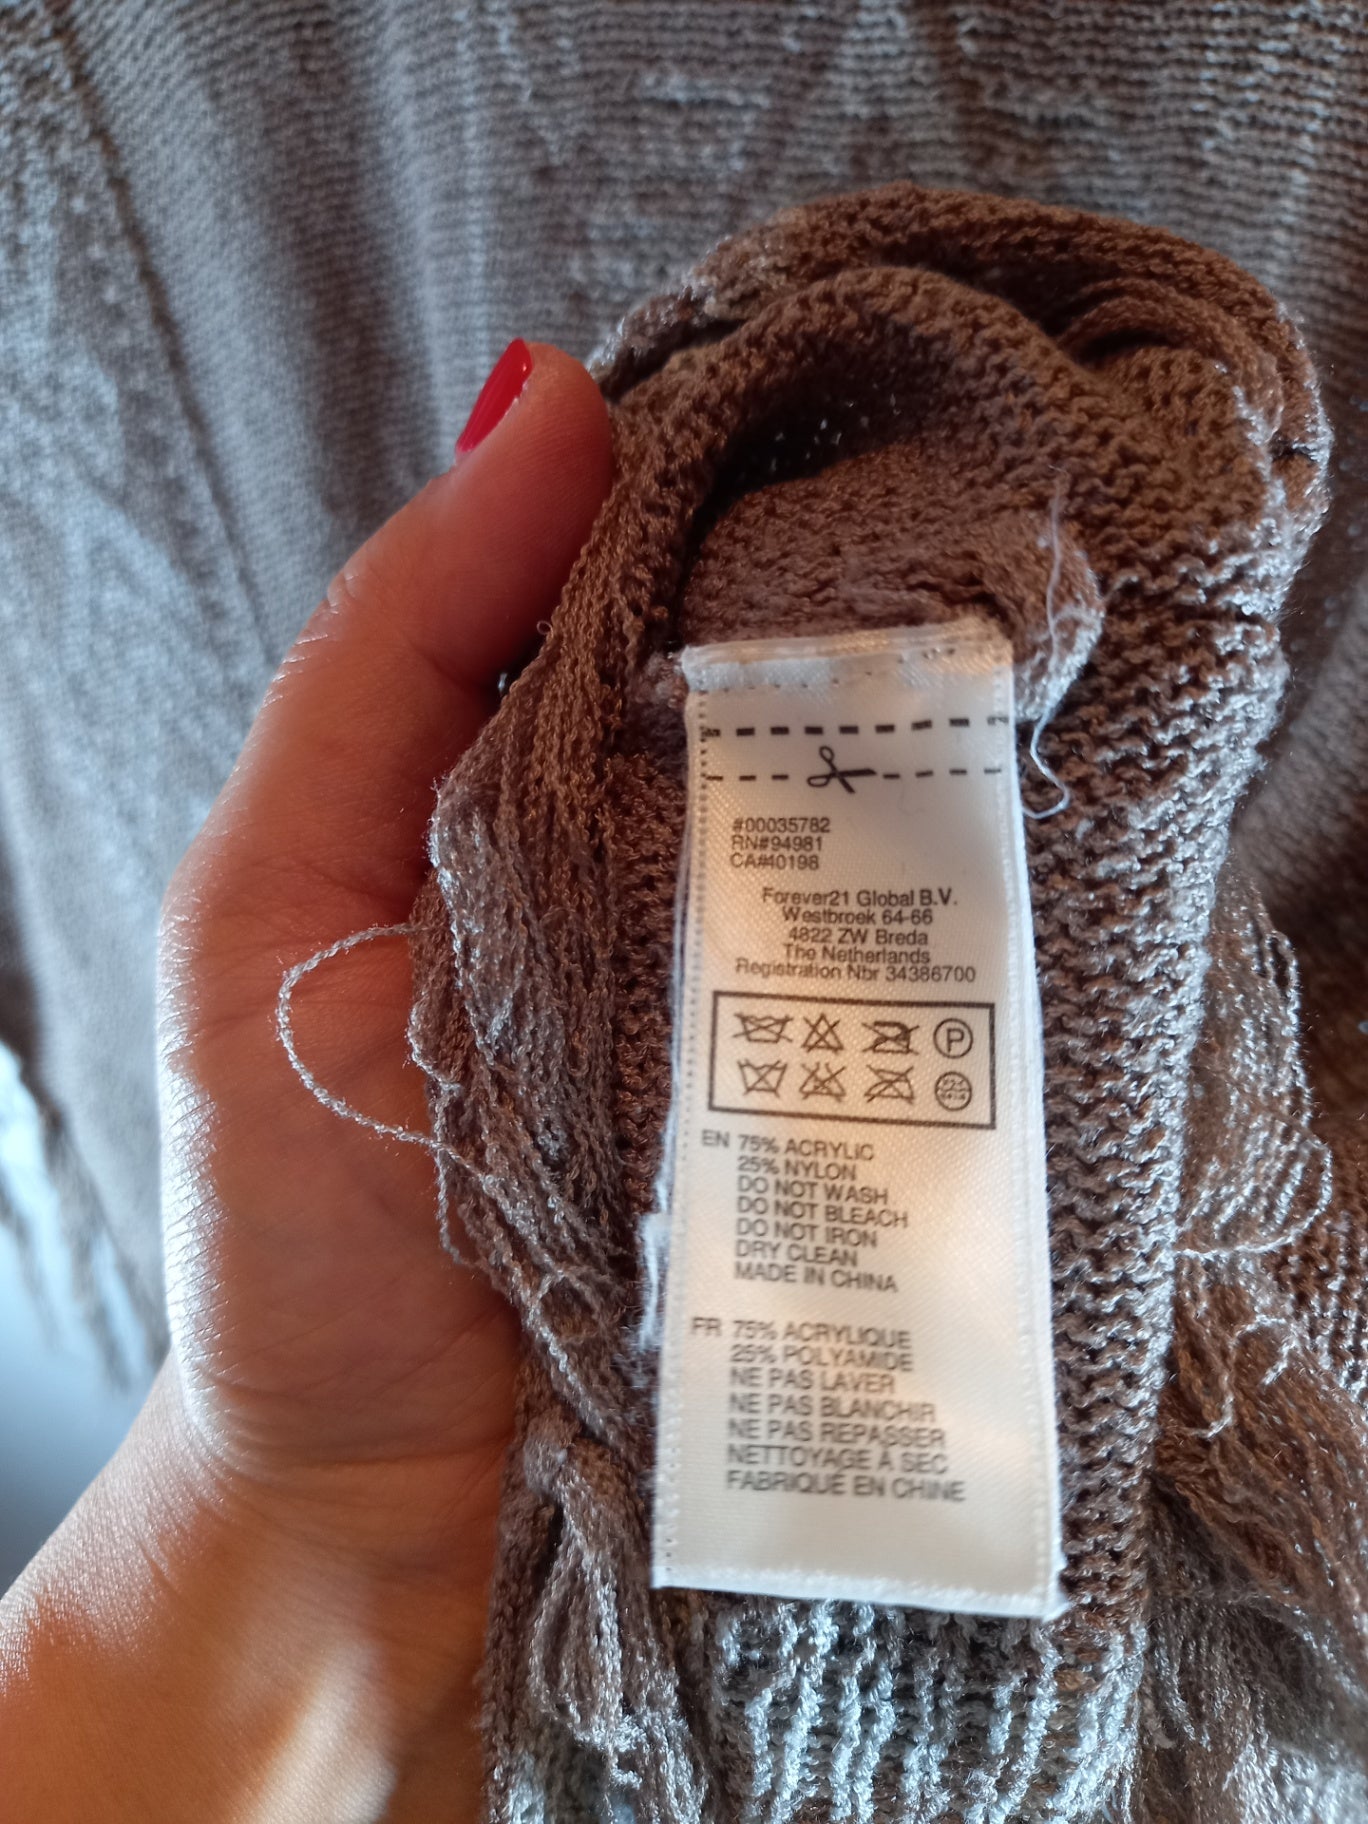 #00035782
RN#94981
CA#40198
Forever21 Global B.V.
Westbroek 64-66
4822 ZW Breda
The Netherlands
Registration Nbr 34386700
P
EN 75% ACRYLIC
25% NYLON
DO NOT WASH
DO NOT BLEACH
DO NOT IRON
DRY CLEAN
MADE IN CHINA
FR 75% ACRYLIQUE
25% POLYAMIDE
NE PAS LAVER
NE PAS BLANCHIR
NE PAS REPASSER
NETTOYAGE À SEC
FABRIQUÉ EN CHINE